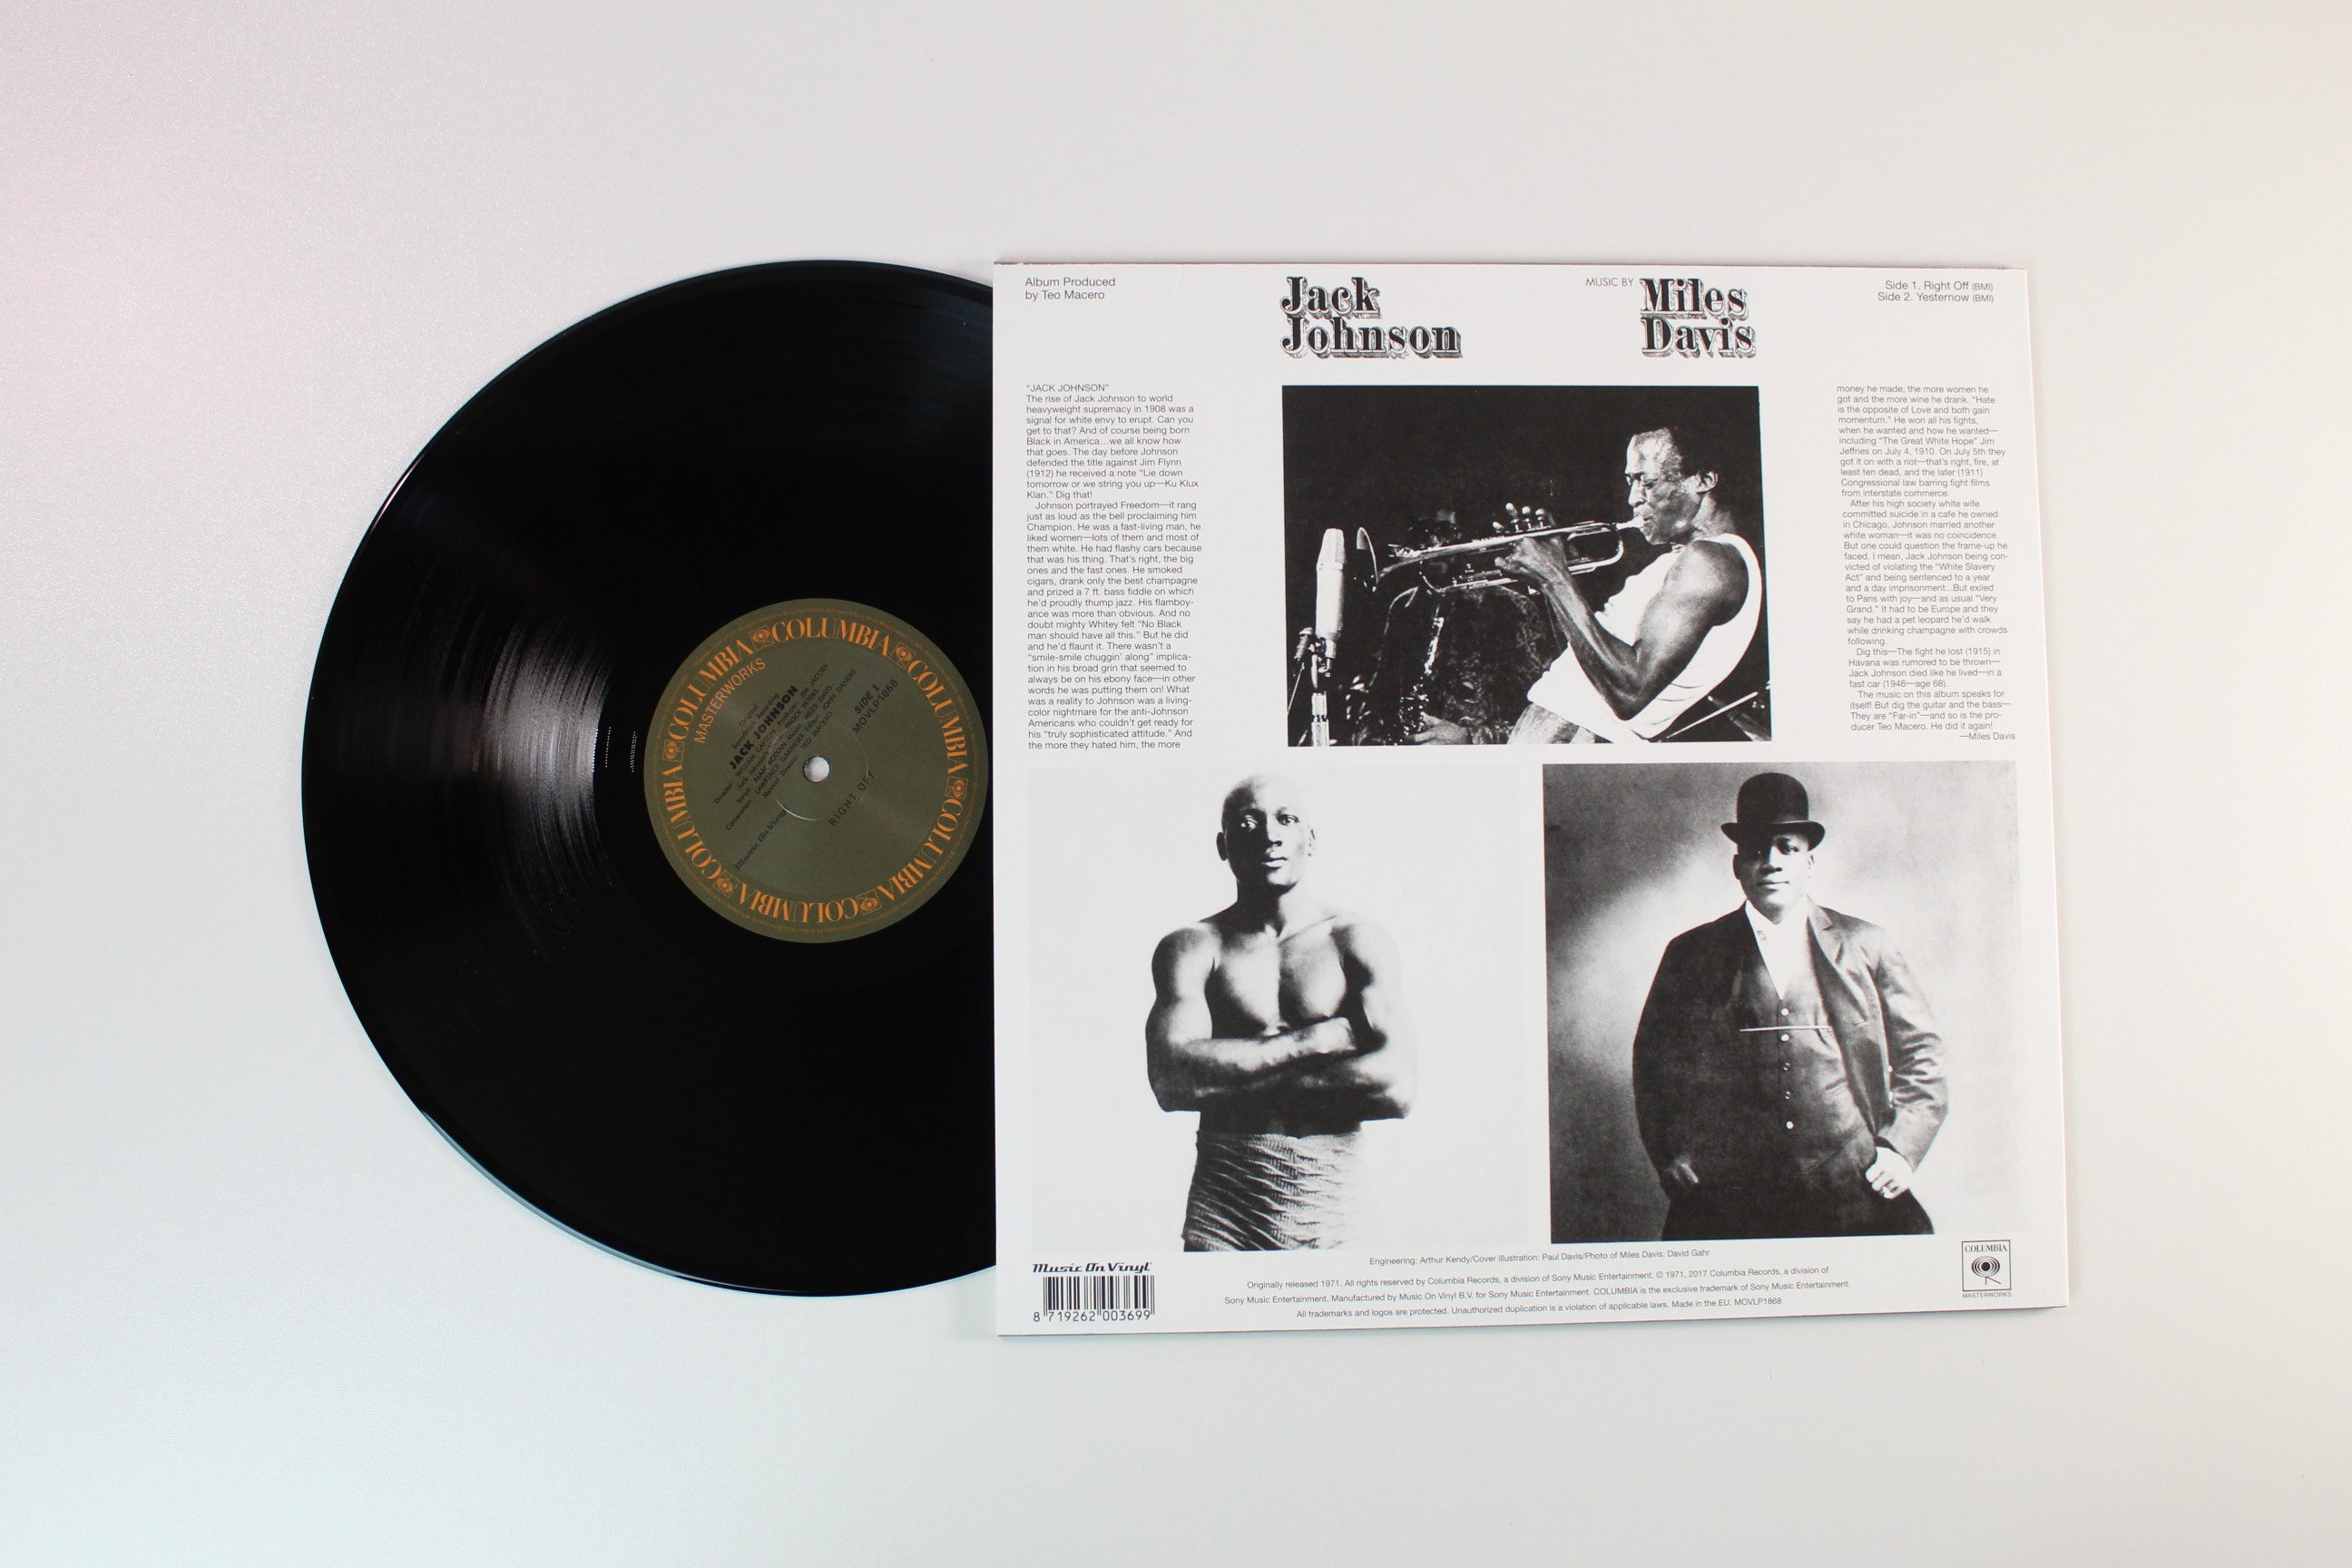 COLUMBIA COLUMBIA COLUMBIA COLUMBIA COLUMBIA COLUMBIA COLUMBIA COLUMBIA
MASTERWORKS
Original
Soundtrack Recording
JACK JOHNSON
SIDE 1
MOVLP1868
Music On Vinyl
RIGHT OFF
Album Produced
by Teo Macero
Jack
Johnson
MUSIC BY Miles
Davis
Side 1. Right Off (BMI)
Side 2. Yesternow (BMI)
"JACK JOHNSON"
The rise of Jack Johnson to world
heavyweight supremacy in 1908 was a
signal for white envy to erupt. Can you
get to that? And of course being born
Black in America...we all know how
that goes. The day before Johnson
defended the title against Jim Flynn
(1912) he received a note "Lie down
tomorrow or we string you up—Ku Klux
Klan." Dig that!
Johnson portrayed Freedom—it rang
just as loud as the bell proclaiming him
Champion. He was a fast-living man, he
liked women—lots of them and most of
them white. He had flashy cars because
that was his thing. That's right, the big
ones and the fast ones. He smoked
cigars, drank only the best champagne
and prized a 7 ft. bass fiddle on which
he'd proudly thump jazz. His flamboy-
ance was more than obvious. And no
doubt mighty Whitey felt "No Black
man should have all this." But he did
and he'd flaunt it. There wasn't a
"smile-smile chuggin' along" implica-
tion in his broad grin that seemed to
always be on his ebony face—in other
words he was putting them on! What
was a reality to Johnson was a living-
color nightmare for the anti-Johnson
Americans who couldn't get ready for
his "truly sophisticated attitude." And
the more they hated him, the more
money he made, the more women he
got and the more wine he drank. "Hate
is the opposite of Love and both gain
momentum." He won all his fights,
when he wanted and how he wanted—
including "The Great White Hope" Jim
Jeffries on July 4, 1910. On July 5th they
got it on with a riot—that's right, fire, at
least ten dead, and the later (1911)
Congressional law barring fight films
from interstate commerce.
After his high society white wife
committed suicide in a cafe he owned
in Chicago, Johnson married another
white woman—it was no coincidence.
But one could question the frame-up he
faced. I mean, Jack Johnson being con-
victed of violating the "White Slavery
Act" and being sentenced to a year
and a day imprisonment...But exiled
to Paris with joy—and as usual "Very
Grand." It had to be Europe and they
say he had a pet leopard he'd walk
while drinking champagne with crowds
following.
Dig this—The fight he lost (1915) in
Havana was rumored to be thrown—
Jack Johnson died like he lived—in a
fast car (1946—age 68).
The music on this album speaks for
itself! But dig the guitar and the bass—
They are "Far-in"—and so is the pro-
ducer Teo Macero. He did it again!
—Miles Davis
Engineering: Arthur Kendy/Cover illustration: Paul Davis/Photo of Miles Davis: David Gahr
Originally released 1971. All rights reserved by Columbia Records, a division of Sony Music Entertainment. © 1971, 2017 Columbia Records, a division of
Sony Music Entertainment. Manufactured by Music On Vinyl B.V. for Sony Music Entertainment. COLUMBIA is the exclusive trademark of Sony Music Entertainment.
All trademarks and logos are protected. Unauthorized duplication is a violation of applicable laws. Made in the EU. MOVLP1868
Music On Vinyl
8 719262 003699
COLUMBIA
MASTERWORKS